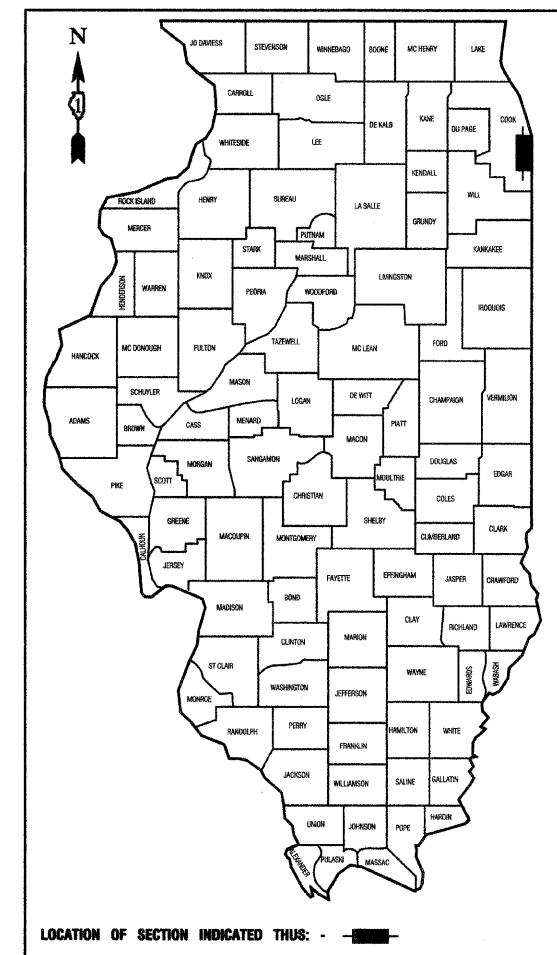 N
JO DAVIESS STEVENSON WINNEBAGO BOONE MC HENRY LAKE
CARROLL OGLE DE KALB KANE DU PAGE COOK
WHITESIDE LEE
KENDALL WILL
ROCK ISLAND HENRY BUREAU LA SALLE GRUNDY
MERCER PUTNAM
STARK MARSHALL KANKAKEE
HENDERSON WARREN KNOX PEORIA WOODFORD LIVINGSTON IROQUOIS
HANCOCK MC DONOUGH FULTON TAZEWELL MC LEAN FORD
SCHUYLER MASON LOGAN DE WITT CHAMPAIGN VERMILION
ADAMS BROWN CASS MENARD MACON PIATT
PIKE SCOTT MORGAN SANGAMON CHRISTIAN MOULTRIE DOUGLAS EDGAR
COLES
CALHOUN GREENE MACOUPIN MONTGOMERY SHELBY CUMBERLAND CLARK
JERSEY FAYETTE EFFINGHAM JASPER CRAWFORD
MADISON BOND
CLINTON MARION CLAY RICHLAND LAWRENCE
ST CLAIR WASHINGTON JEFFERSON WAYNE EDWARDS WABASH
MONROE
RANDOLPH PERRY FRANKLIN HAMILTON WHITE
JACKSON WILLIAMSON SALINE GALLATIN
UNION JOHNSON POPE HARDIN
ALEXANDER PULASKI MASSAC
LOCATION OF SECTION INDICATED THUS: -